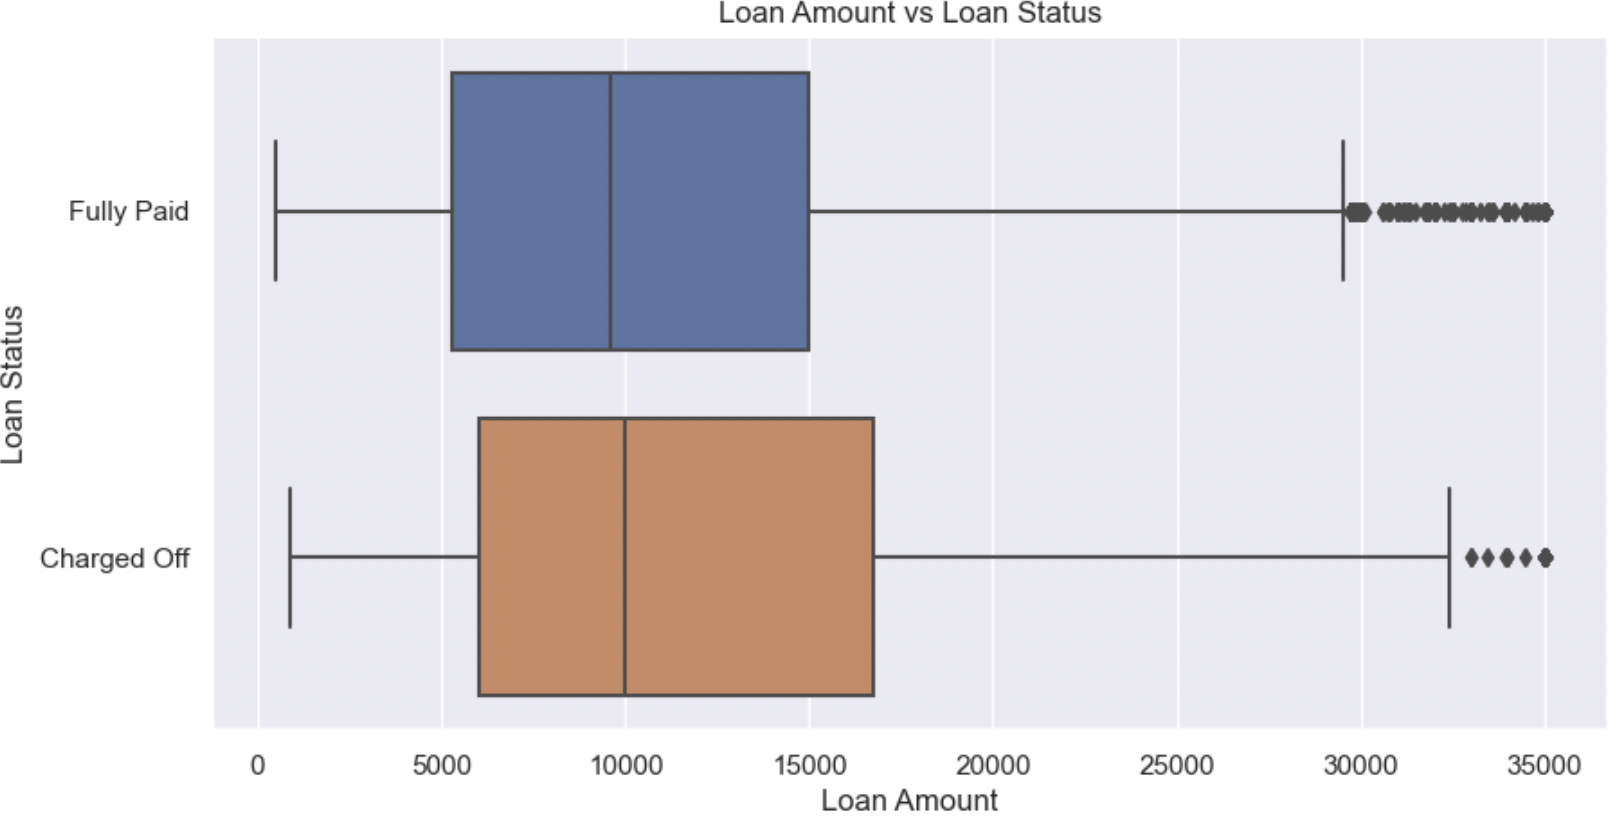 Loan Amount vs Loan Status
Loan Status
Fully Paid
Charged Off
0 5000 10000 15000 20000 25000 30000 35000
Loan Amount